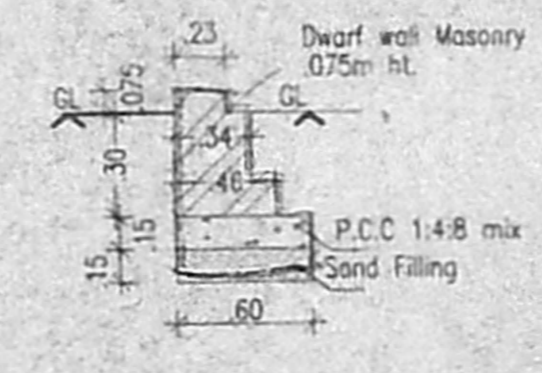 .23
Dwarf wall Masonry
.075m ht.
.075
GL
GL
.34
.30
.46
.15
P.C.C 1:4:8 mix
.15
Sand Filling
.60